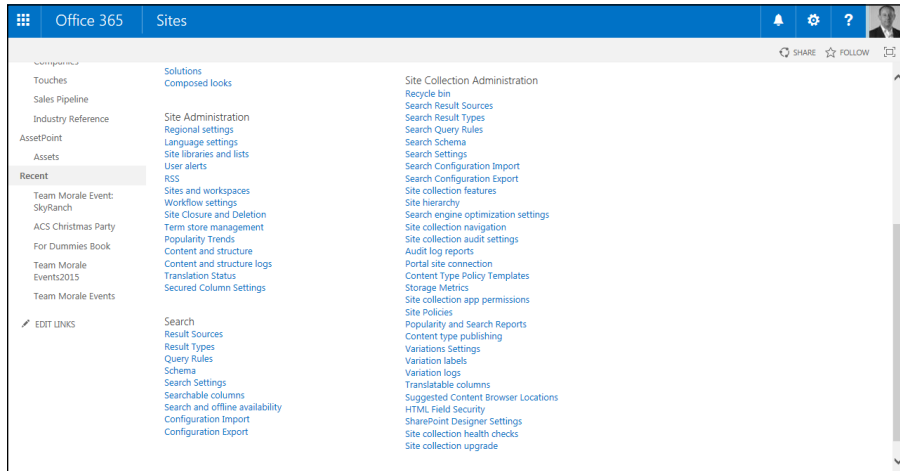 Office 365
Sites
?
SHARE
FOLLOW
Companies
Touches
Sales Pipeline
Industry Reference
AssetPoint
Assets
Recent
Team Morale Event:
SkyRanch
ACS Christmas Party
For Dummies Book
Team Morale
Events2015
Team Morale Events
EDIT LINKS
Solutions
Composed looks
Site Administration
Regional settings
Language settings
Site libraries and lists
User alerts
RSS
Sites and workspaces
Workflow settings
Site Closure and Deletion
Term store management
Popularity Trends
Content and structure
Content and structure logs
Translation Status
Secured Column Settings
Search
Result Sources
Result Types
Query Rules
Schema
Search Settings
Searchable columns
Search and offline availability
Configuration Import
Configuration Export
Site Collection Administration
Recycle bin
Search Result Sources
Search Result Types
Search Query Rules
Search Schema
Search Settings
Search Configuration Import
Search Configuration Export
Site collection features
Site hierarchy
Search engine optimization settings
Site collection navigation
Site collection audit settings
Audit log reports
Portal site connection
Content Type Policy Templates
Storage Metrics
Site collection app permissions
Site Policies
Popularity and Search Reports
Content type publishing
Variations Settings
Variation labels
Variation logs
Translatable columns
Suggested Content Browser Locations
HTML Field Security
SharePoint Designer Settings
Site collection health checks
Site collection upgrade